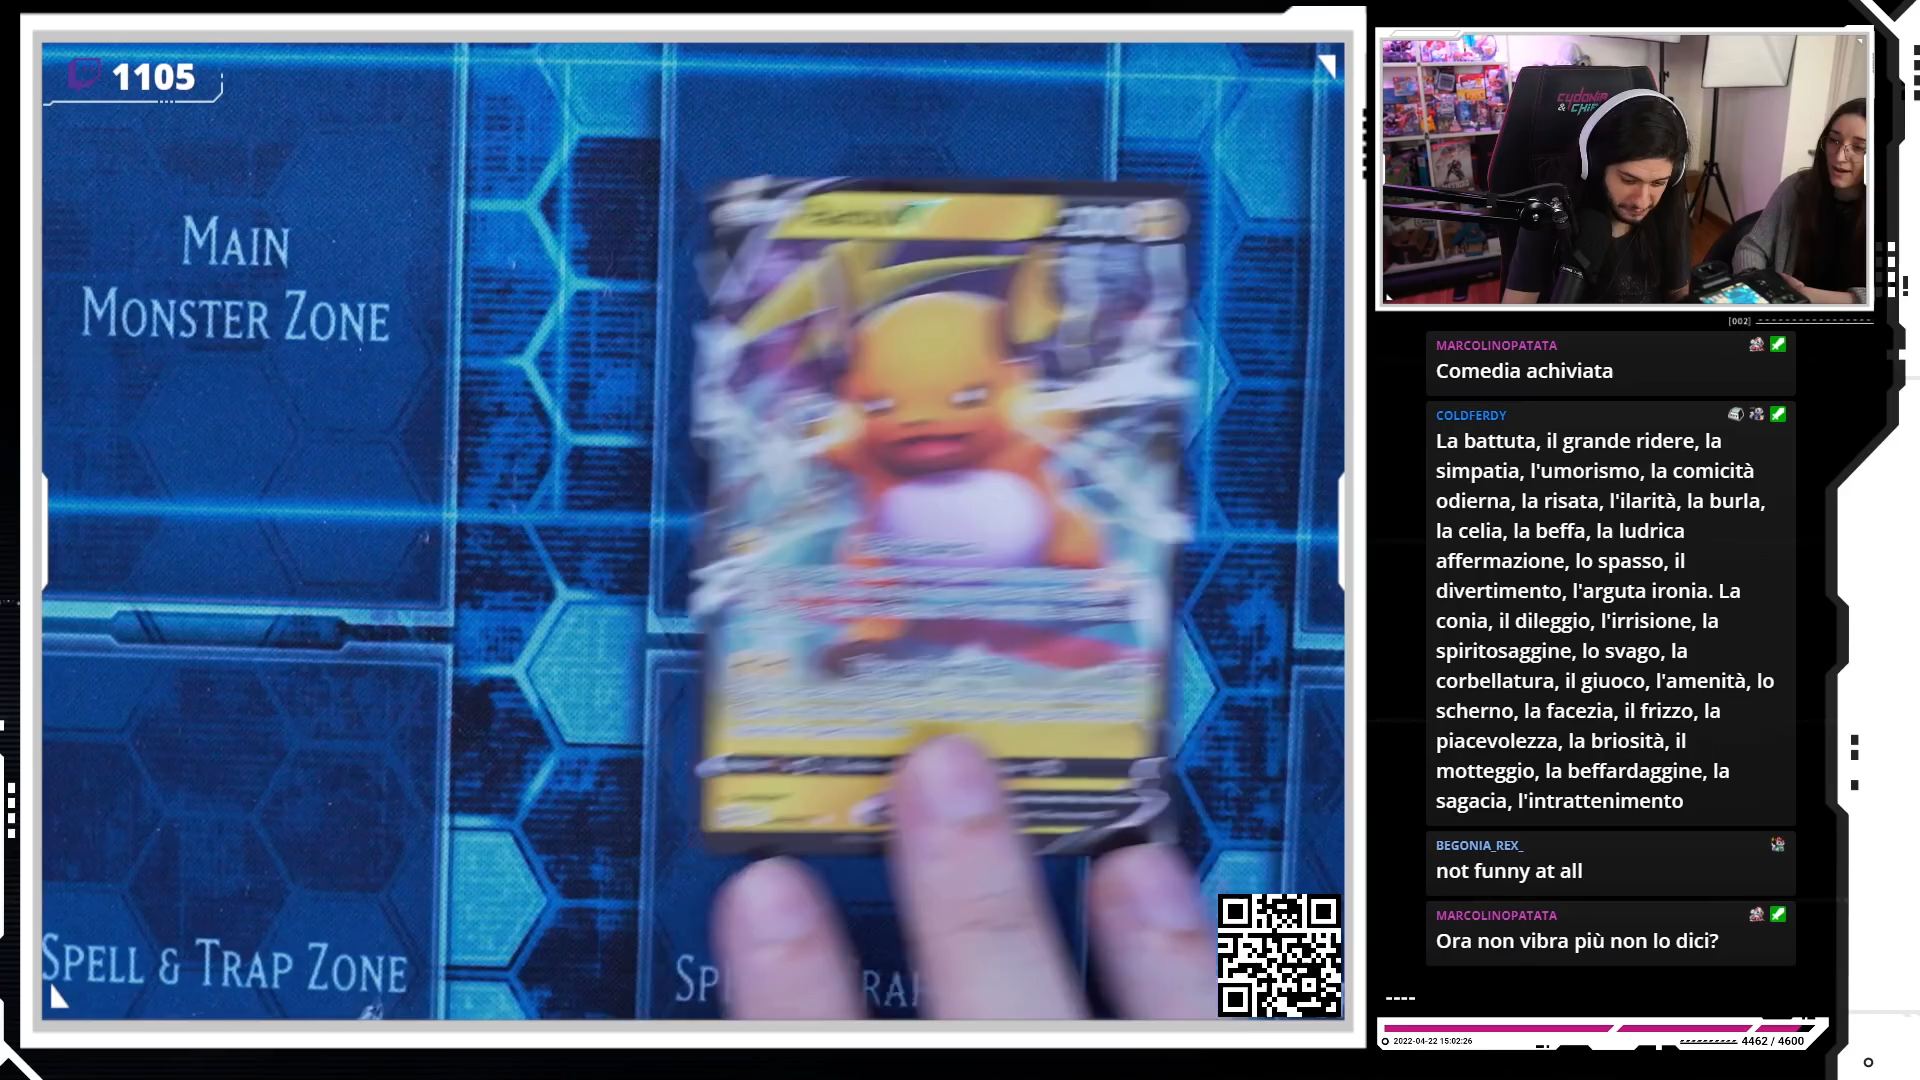 1105
MAIN
MONSTER ZONE
SPELL & TRAP ZONE
cydonia
& CHIP
[002]
MARCOLINOPATATA
Comedia achiviata
COLDFERDY
La battuta, il grande ridere, la
simpatia, l'umorismo, la comicità
odierna, la risata, l'ilarità, la burla,
la celia, la beffa, la ludrica
affermazione, lo spasso, il
divertimento, l'arguta ironia. La
conia, il dileggio, l'irrisione, la
spiritosaggine, lo svago, la
corbellatura, il giuoco, l'amenità, lo
scherno, la facezia, il frizzo, la
piacevolezza, la briosità, il
motteggio, la beffardaggine, la
sagacia, l'intrattenimento
BEGONIA_REX_
not funny at all
MARCOLINOPATATA
Ora non vibra più non lo dici?
----
2022-04-22 15:02:26
4462 / 4600